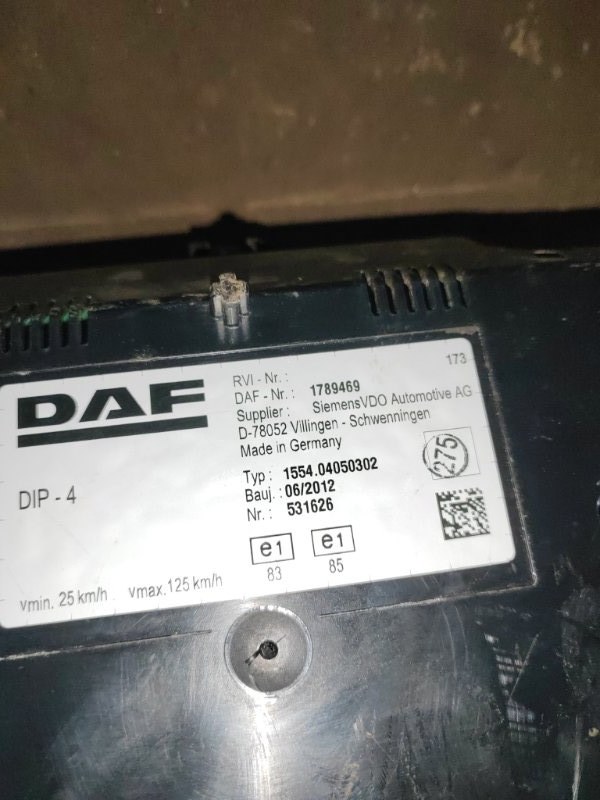 173
DAF
RVI - Nr. :
DAF - Nr. : 1789469
Supplier : SiemensVDO Automotive AG
D-78052 Villingen - Schwenningen
Made in Germany
DIP - 4
Typ : 1554.04050302
Bauj. : 06/2012
Nr. : 531626
275
e1 e1
83 85
Vmin. 25 km/h Vmax. 125 km/h